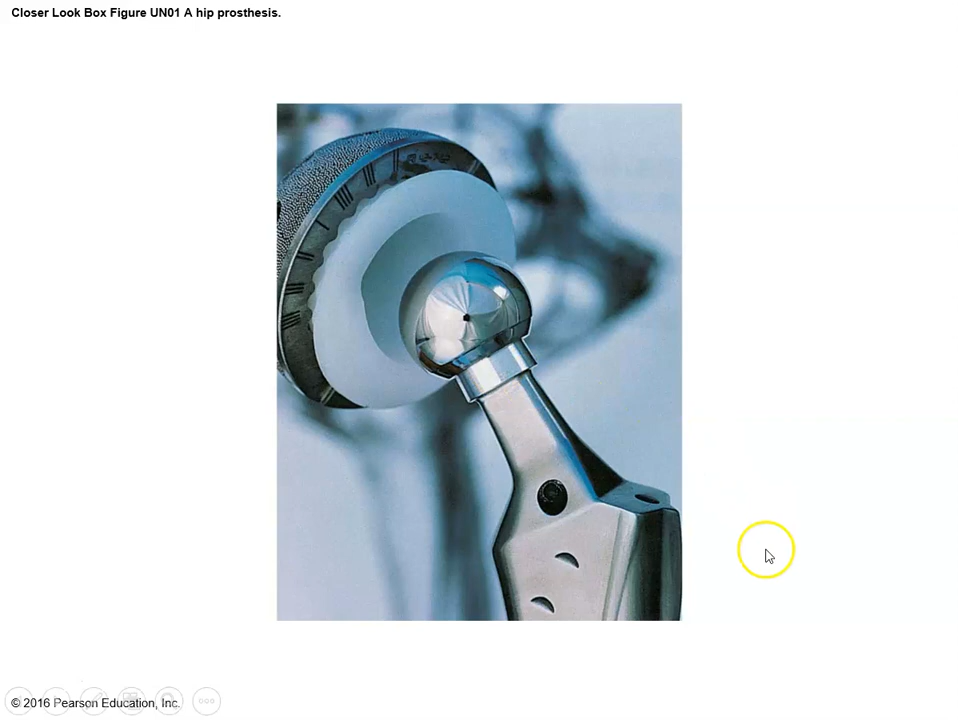 Closer Look Box Figure UN01 A hip prosthesis.
© 2016 Pearson Education, Inc.